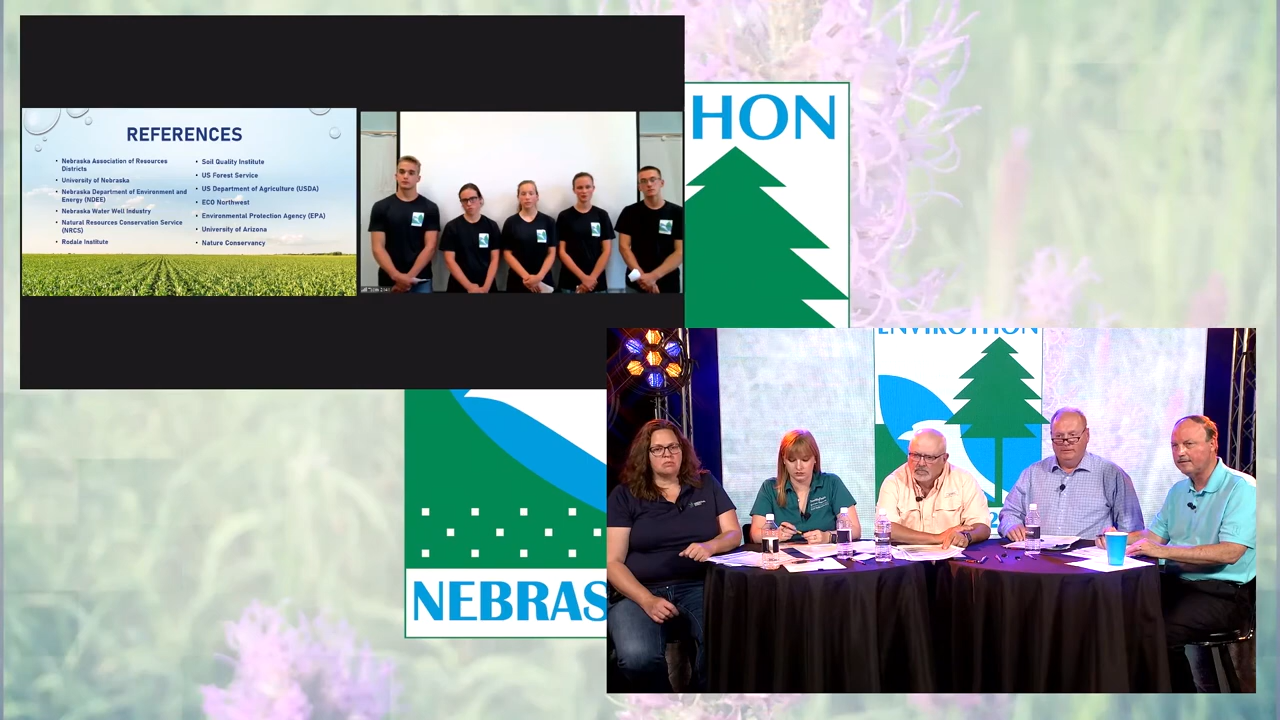 REFERENCES
• Nebraska Association of Resources
Districts
• University of Nebraska
• Nebraska Department of Environment and
Energy (NDEE)
• Nebraska Water Well Industry
• Natural Resources Conservation Service
(NRCS)
• Rodale Institute
• Soil Quality Institute
• US Forest Service
• US Department of Agriculture (USDA)
• ECO Northwest
• Environmental Protection Agency (EPA)
• University of Arizona
• Nature Conservancy
HON
ENVIROTHON
NEBRAS